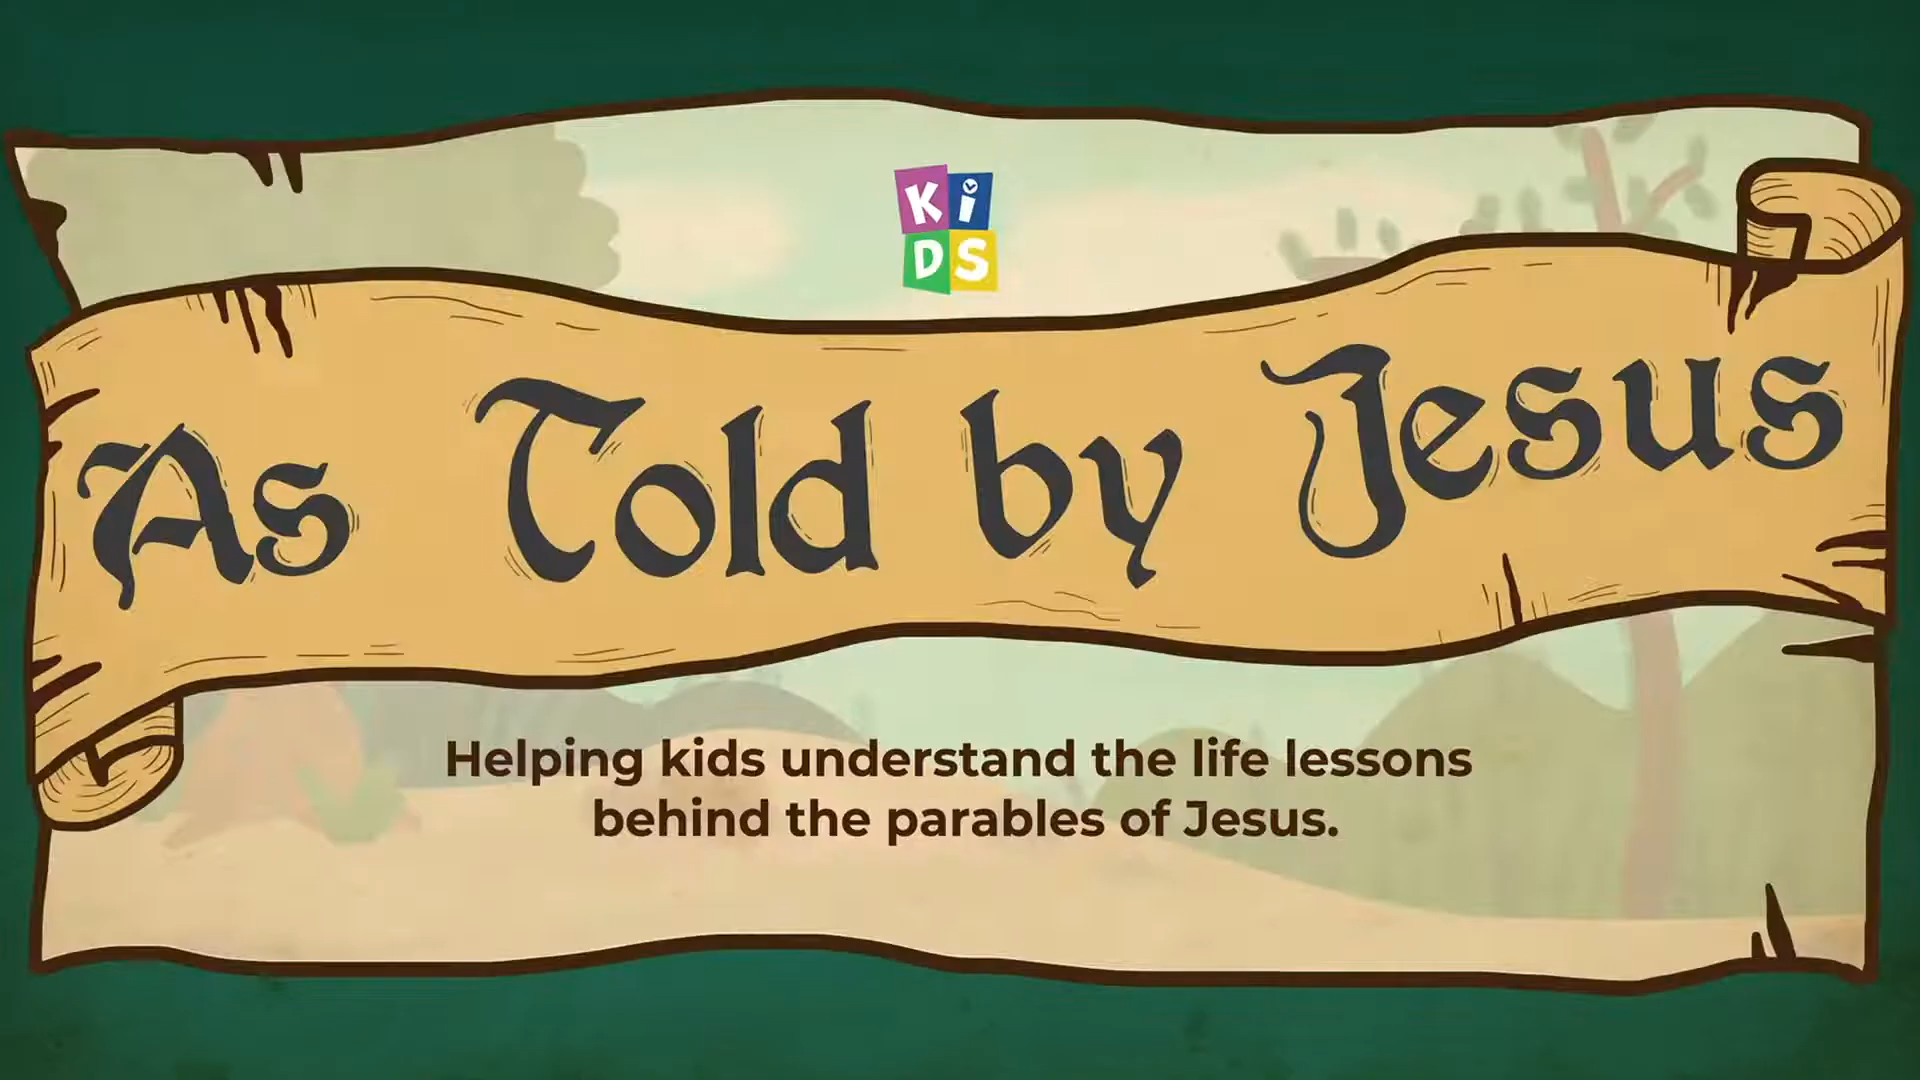 KiDS
As Told by Jesus
Helping kids understand the life lessons
behind the parables of Jesus.